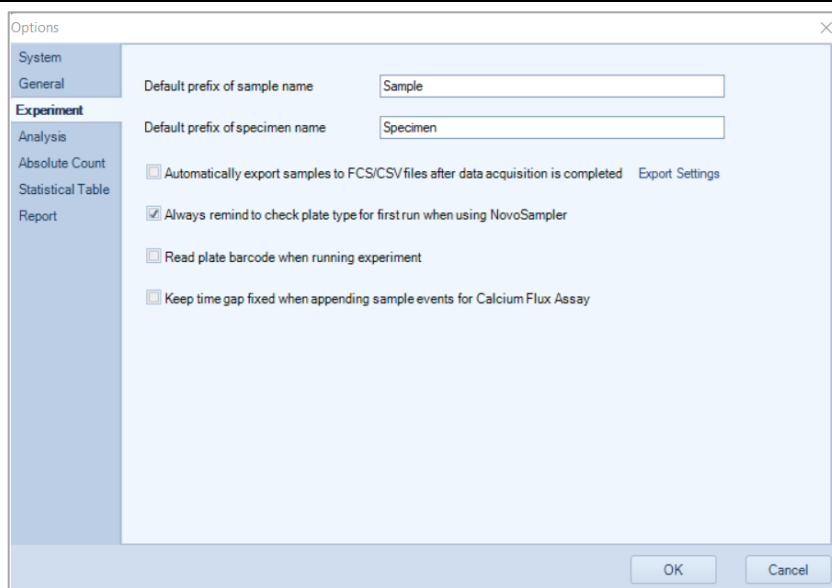 Options
System
General
Experiment
Analysis
Absolute Count
Statistical Table
Report
Default prefix of sample name
Sample
Default prefix of specimen name
Specimen
Automatically export samples to FCS/CSV files after data acquisition is completed Export Settings
Always remind to check plate type for first run when using NovoSampler
Read plate barcode when running experiment
Keep time gap fixed when appending sample events for Calcium Flux Assay
OK Cancel